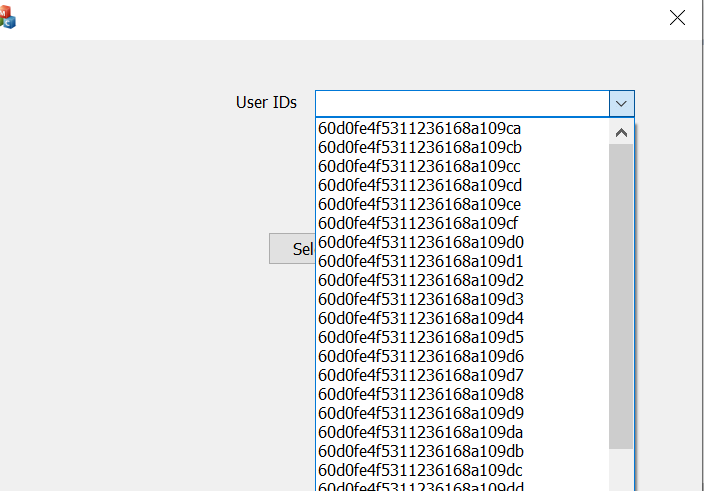 User IDs
60d0fe4f5311236168a109ca
60d0fe4f5311236168a109cb
60d0fe4f5311236168a109cc
60d0fe4f5311236168a109cd
60d0fe4f5311236168a109ce
60d0fe4f5311236168a109cf
60d0fe4f5311236168a109d0
Sel
60d0fe4f5311236168a109d1
60d0fe4f5311236168a109d2
60d0fe4f5311236168a109d3
60d0fe4f5311236168a109d4
60d0fe4f5311236168a109d5
60d0fe4f5311236168a109d6
60d0fe4f5311236168a109d7
60d0fe4f5311236168a109d8
60d0fe4f5311236168a109d9
60d0fe4f5311236168a109da
60d0fe4f5311236168a109db
60d0fe4f5311236168a109dc
60d0fe4f5311236168a109dd